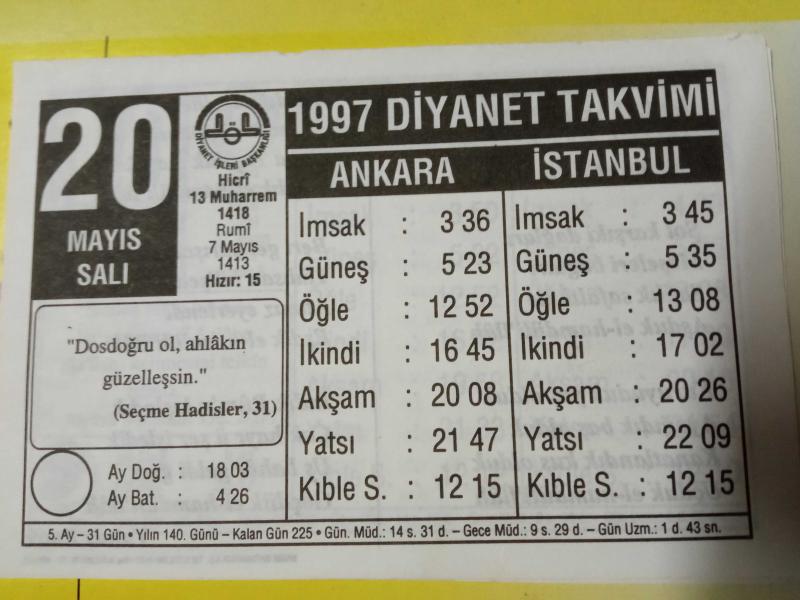 20
MAYIS
SALI
DİYANET İŞLERİ BAŞKANLIĞI
Hicrî
13 Muharrem
1418
Rumî
7 Mayıs
1413
Hızır: 15
1997 DİYANET TAKVİMİ
ANKARA
İmsak : 3 36
Güneş : 5 23
Öğle : 12 52
İkindi : 16 45
Akşam : 20 08
Yatsı : 21 47
Kıble S. : 12 15
İSTANBUL
İmsak : 3 45
Güneş : 5 35
Öğle : 13 08
İkindi : 17 02
Akşam : 20 26
Yatsı : 22 09
Kıble S. : 12 15
"Dosdoğru ol, ahlâkın
güzelleşsin."
(Seçme Hadisler, 31)
Ay Doğ. : 18 03
Ay Bat. : 4 26
5. Ay – 31 Gün • Yılın 140. Günü – Kalan Gün 225 • Gün. Müd.: 14 s. 31 d. – Gece Müd.: 9 s. 29 d. – Gün Uzm.: 1 d. 43 sn.